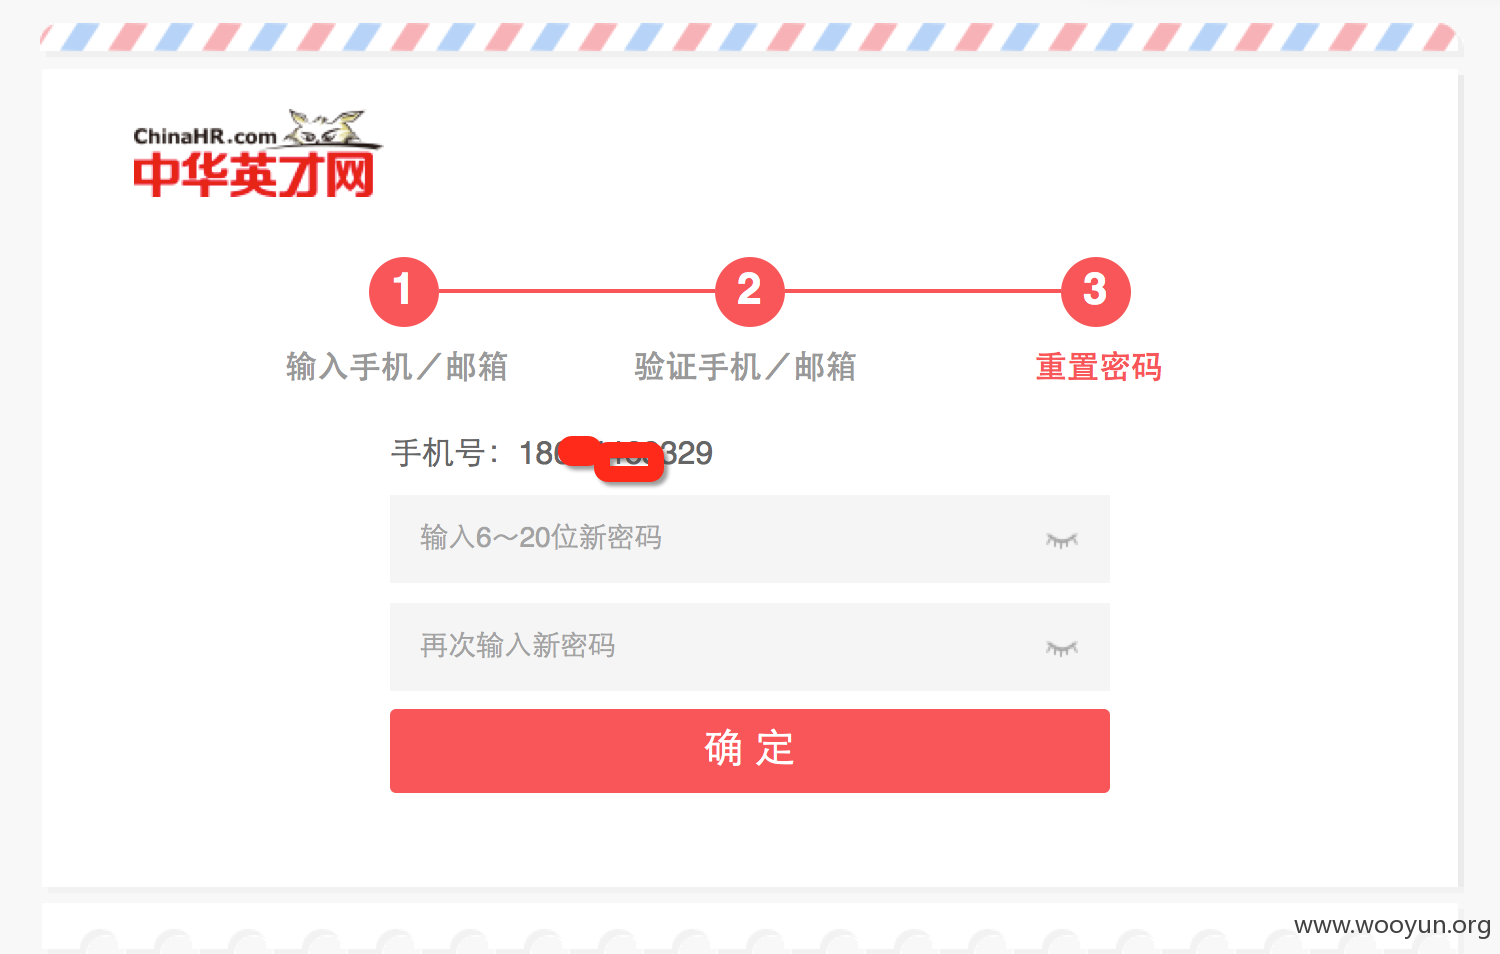 ChinaHR.com
中华英才网
1 2 3
输入手机／邮箱 验证手机／邮箱 重置密码
手机号：18 329
输入6～20位新密码
再次输入新密码
确 定
www.wooyun.org